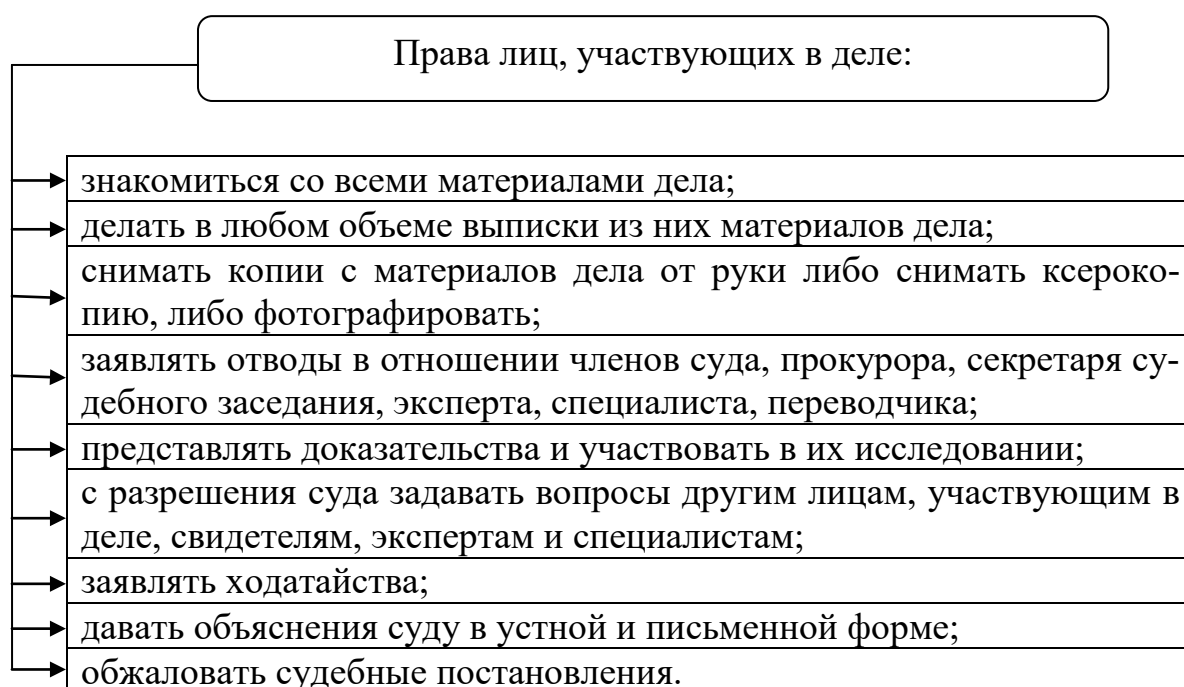 Права лиц, участвующих в деле:
знакомиться со всеми материалами дела;
делать в любом объеме выписки из них материалов дела;
снимать копии с материалов дела от руки либо снимать ксероко-
пию, либо фотографировать;
заявлять отводы в отношении членов суда, прокурора, секретаря су-
дебного заседания, эксперта, специалиста, переводчика;
представлять доказательства и участвовать в их исследовании;
с разрешения суда задавать вопросы другим лицам, участвующим в
деле, свидетелям, экспертам и специалистам;
заявлять ходатайства;
давать объяснения суду в устной и письменной форме;
обжаловать судебные постановления.